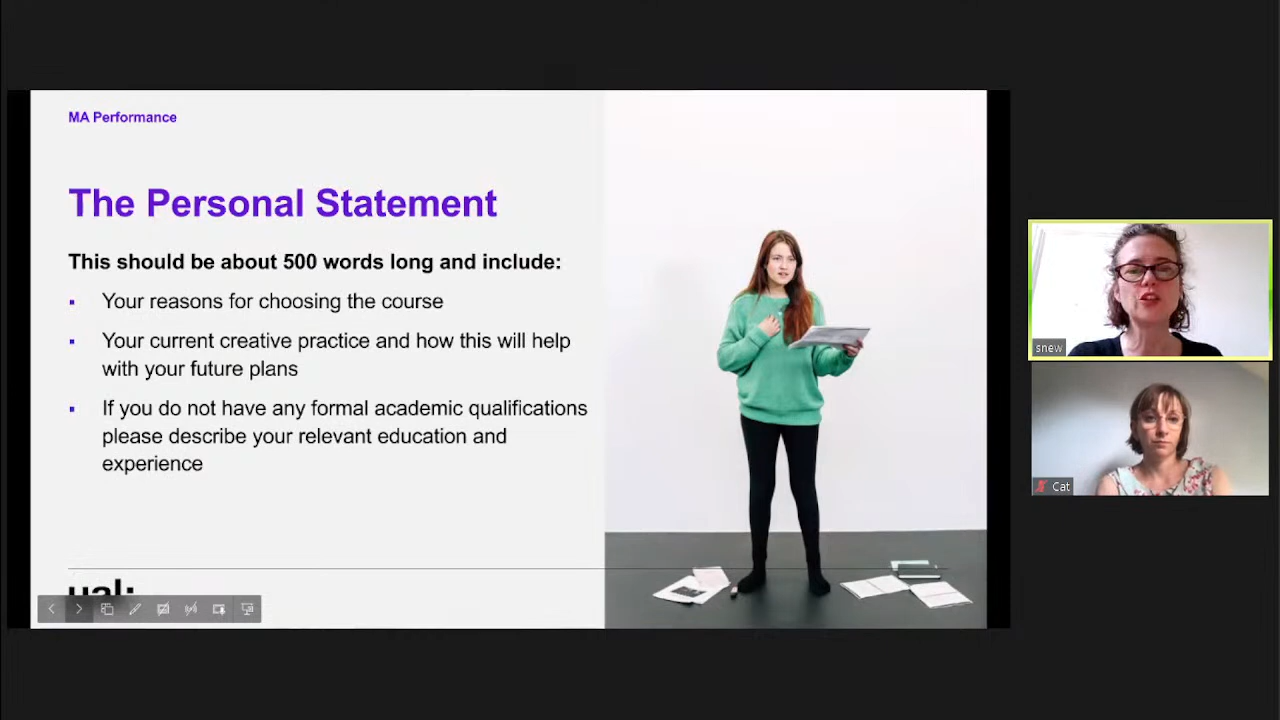 MA Performance
The Personal Statement
This should be about 500 words long and include:
Your reasons for choosing the course
Your current creative practice and how this will help
with your future plans
If you do not have any formal academic qualifications
please describe your relevant education and
experience
ual:
snew
Cat